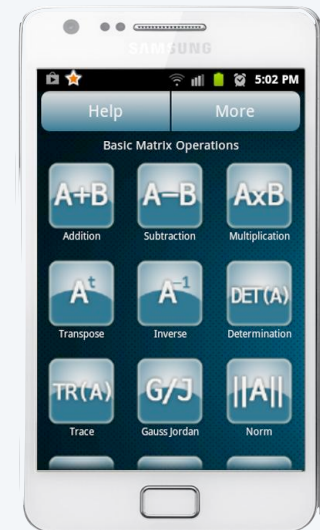 SAMSUNG
5:02 PM
Help More
Basic Matrix Operations
A+B A−B AxB
Addition Subtraction Multiplication
Aᵗ A⁻¹ DET(A)
Transpose Inverse Determination
TR(A) G/J ||A||
Trace Gauss Jordan Norm